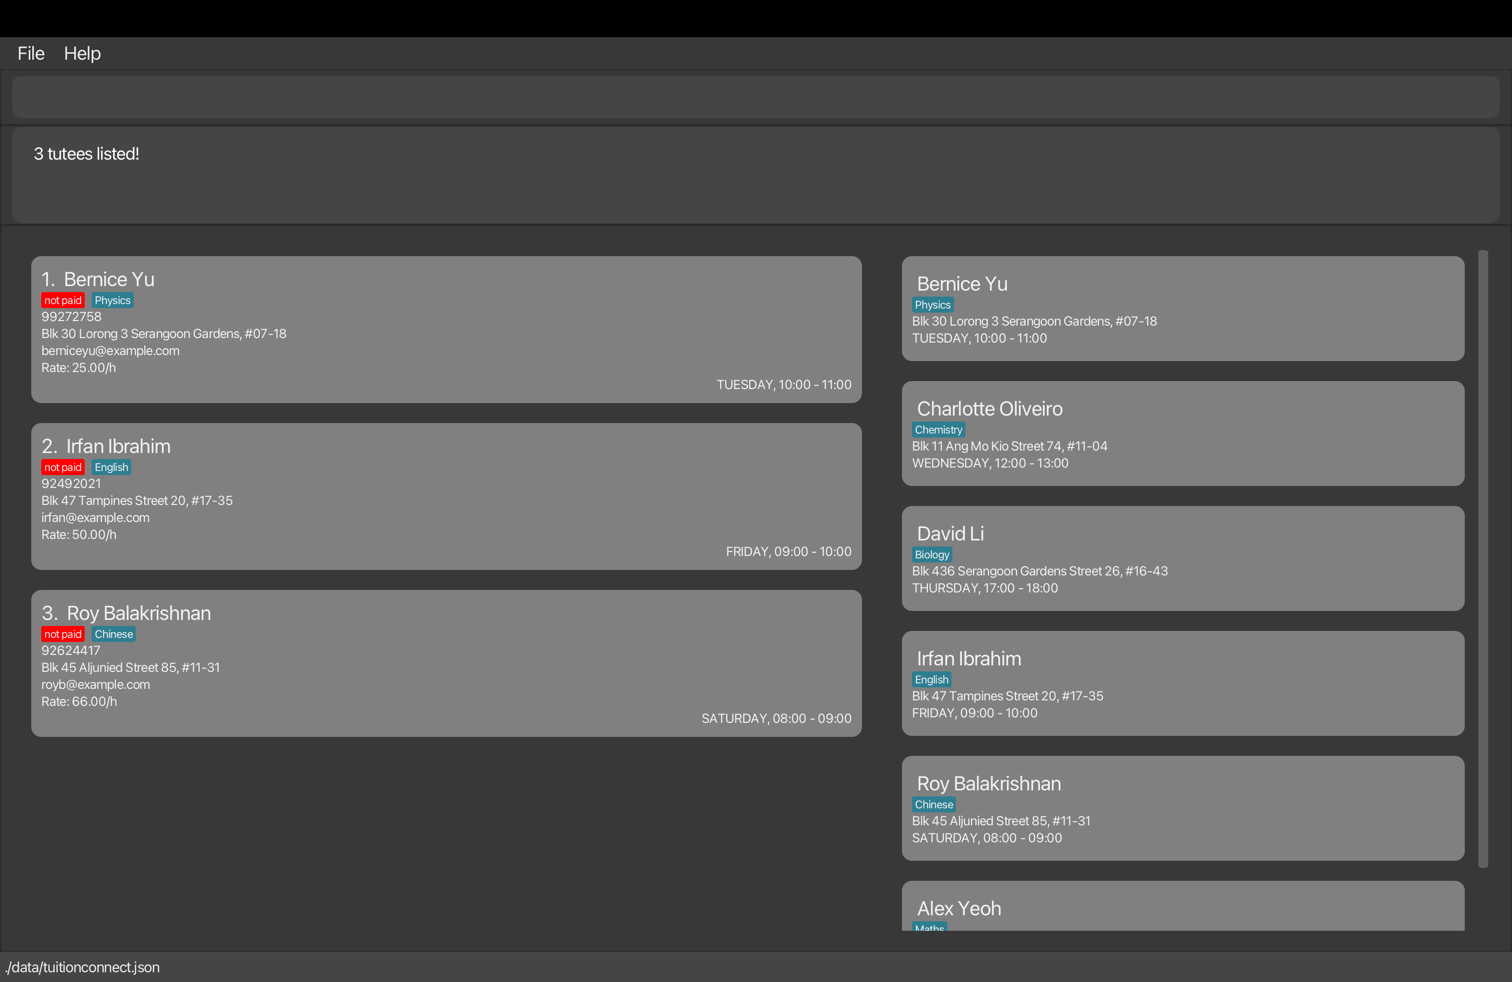 File Help
3 tutees listed!
1. Bernice Yu
not paid Physics
99272758
Blk 30 Lorong 3 Serangoon Gardens, #07-18
berniceyu@example.com
Rate: 25.00/h
TUESDAY, 10:00 - 11:00
2. Irfan Ibrahim
not paid English
92492021
Blk 47 Tampines Street 20, #17-35
irfan@example.com
Rate: 50.00/h
FRIDAY, 09:00 - 10:00
3. Roy Balakrishnan
not paid Chinese
92624417
Blk 45 Aljunied Street 85, #11-31
royb@example.com
Rate: 66.00/h
SATURDAY, 08:00 - 09:00
Bernice Yu
Physics
Blk 30 Lorong 3 Serangoon Gardens, #07-18
TUESDAY, 10:00 - 11:00
Charlotte Oliveiro
Chemistry
Blk 11 Ang Mo Kio Street 74, #11-04
WEDNESDAY, 12:00 - 13:00
David Li
Biology
Blk 436 Serangoon Gardens Street 26, #16-43
THURSDAY, 17:00 - 18:00
Irfan Ibrahim
English
Blk 47 Tampines Street 20, #17-35
FRIDAY, 09:00 - 10:00
Roy Balakrishnan
Chinese
Blk 45 Aljunied Street 85, #11-31
SATURDAY, 08:00 - 09:00
Alex Yeoh
Maths
./data/tuitionconnect.json